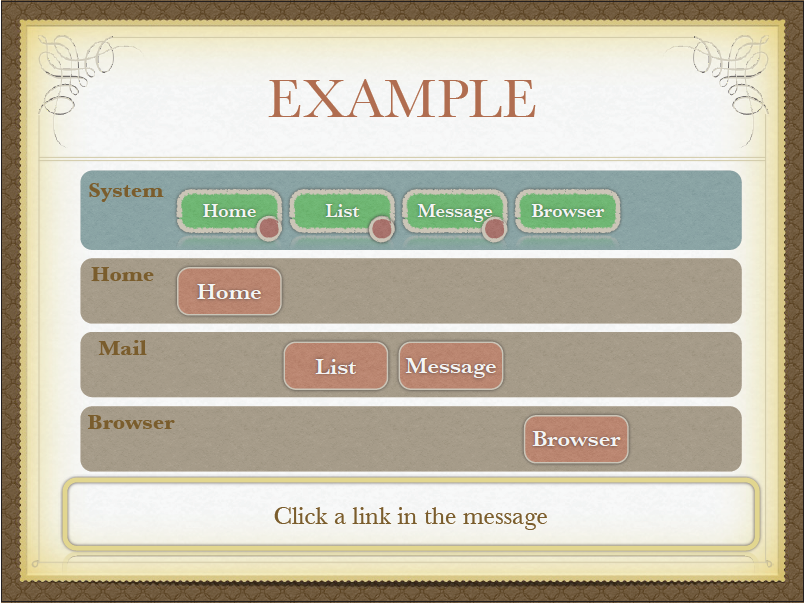 EXAMPLE
System
Home List Message Browser
Home
Home
Mail
List Message
Browser
Browser
Click a link in the message